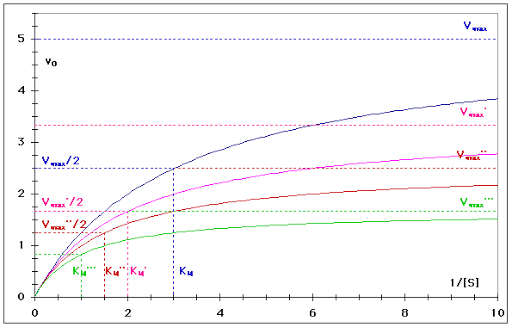 5
Vmax
v0
4
Vmax'
3
Vmax''
Vmax/2
2
Vmax'''
Vmax'/2
Vmax''/2
1
KM''' KM'' KM' KM
1/[S]
0
0 2 4 6 8 10